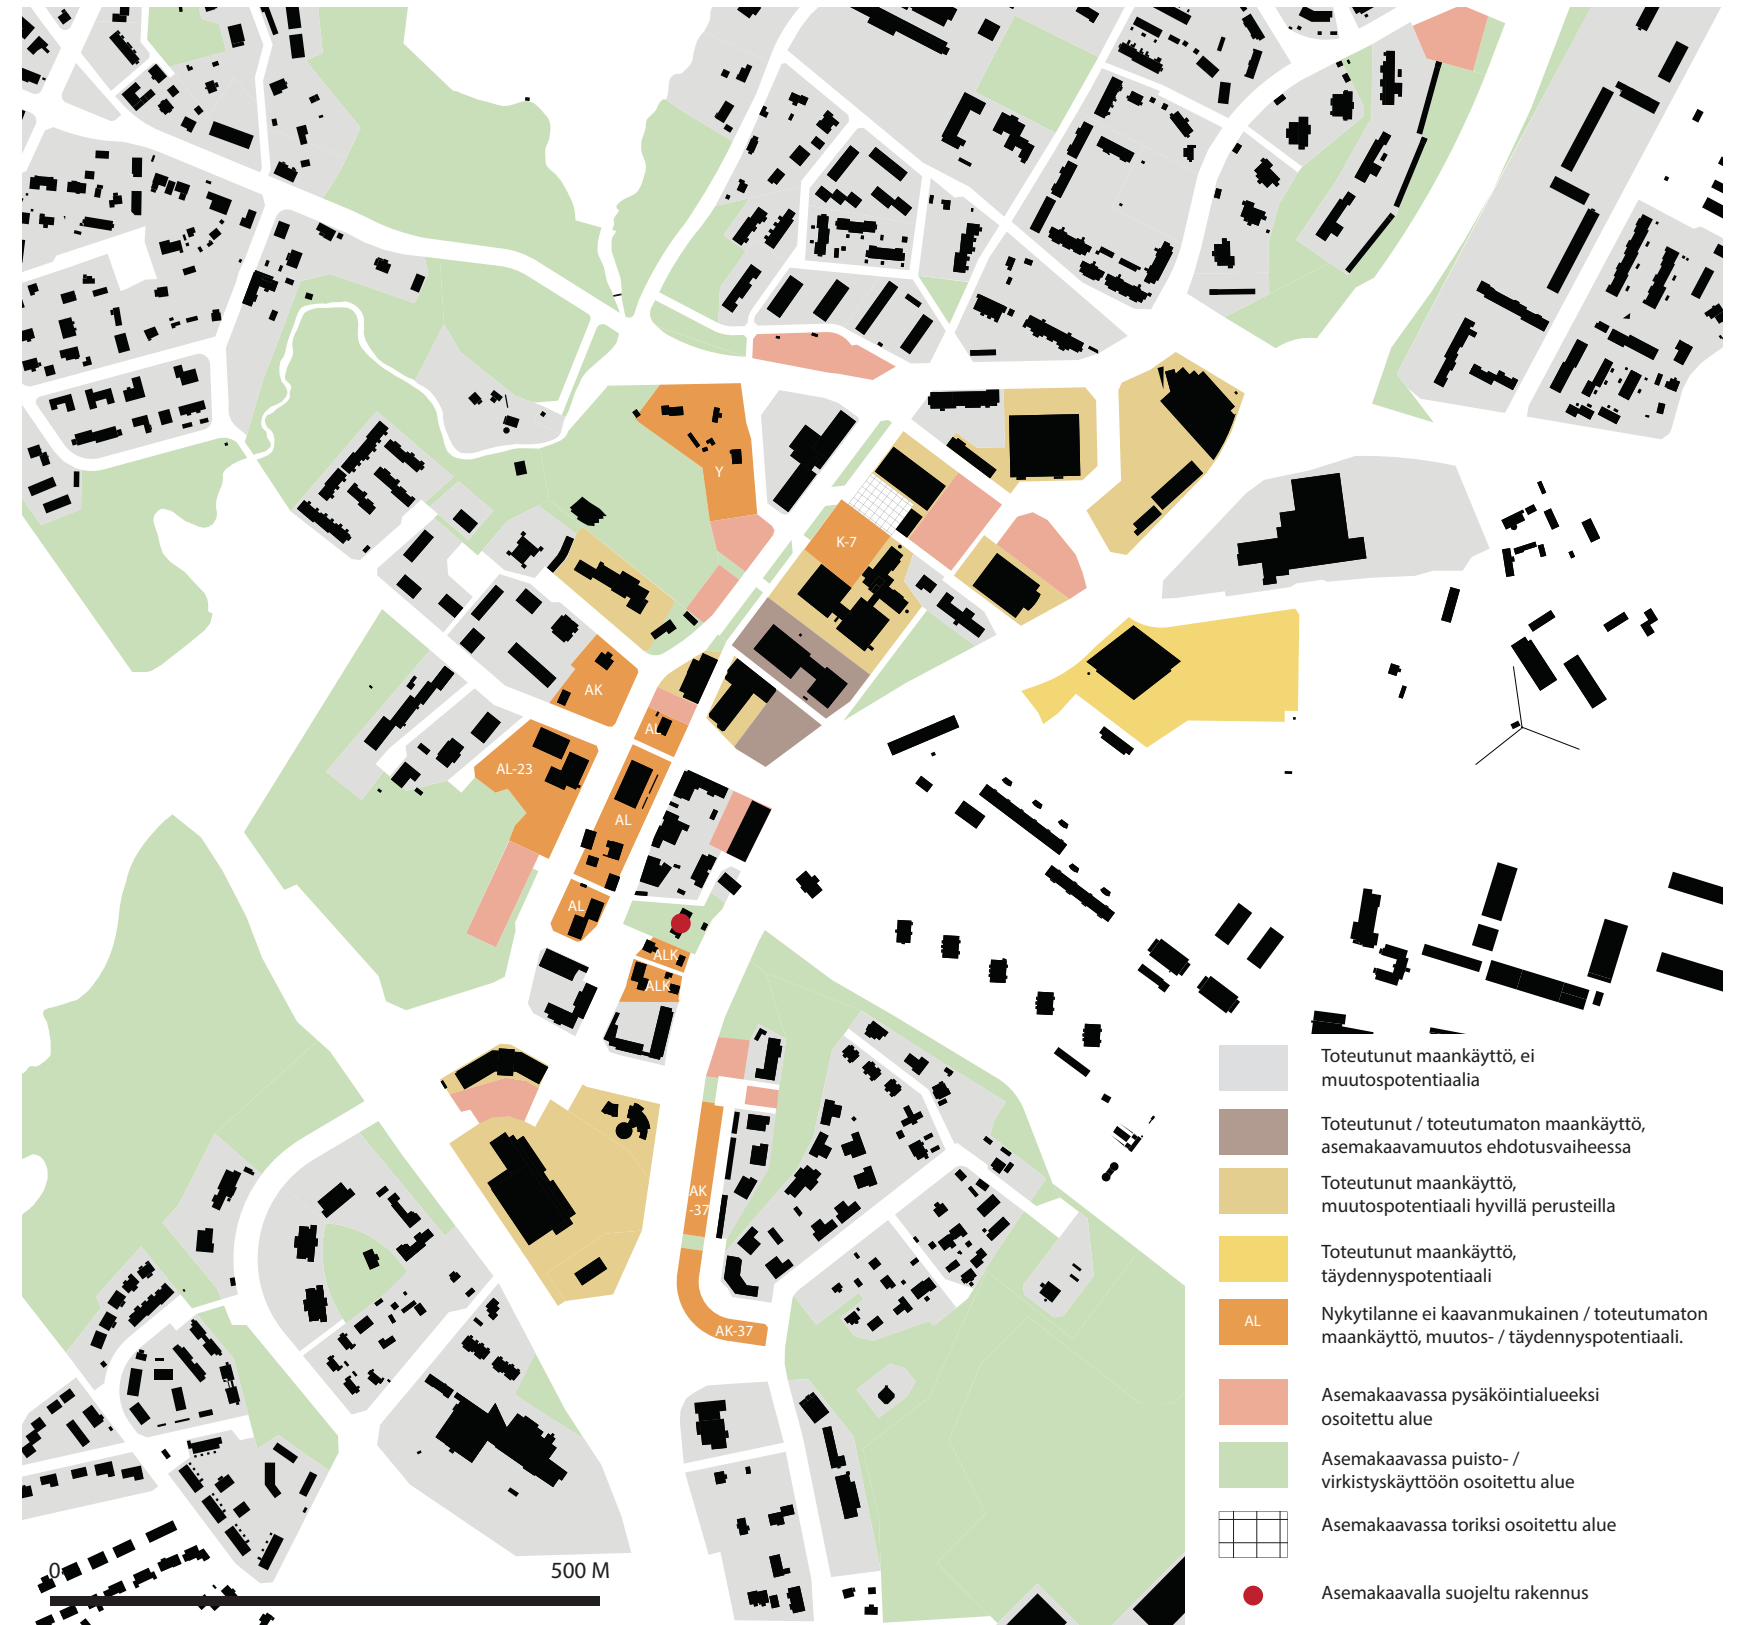 Y
K-7
AK
AL
AL-23
AL
AL
ALK
ALK
AK
-37
AK-37
Toteutunut maankäyttö, ei
muutospotentiaalia
Toteutunut / toteutumaton maankäyttö,
asemakaavamuutos ehdotusvaiheessa
Toteutunut maankäyttö,
muutospotentiaali hyvillä perusteilla
Toteutunut maankäyttö,
täydennyspotentiaali
AL
Nykytilanne ei kaavanmukainen / toteutumaton
maankäyttö, muutos- / täydennyspotentiaali.
Asemakaavassa pysäköintialueeksi
osoitettu alue
Asemakaavassa puisto- /
virkistyskäyttöön osoitettu alue
Asemakaavassa toriksi osoitettu alue
Asemakaavalla suojeltu rakennus
0
500 M